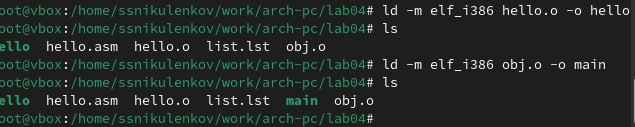 oot@vbox:/home/ssnikulenkov/work/arch-pc/lab04# ld -m elf_i386 hello.o -o hello
oot@vbox:/home/ssnikulenkov/work/arch-pc/lab04# ls
ello hello.asm hello.o list.lst obj.o
oot@vbox:/home/ssnikulenkov/work/arch-pc/lab04# ld -m elf_i386 obj.o -o main
oot@vbox:/home/ssnikulenkov/work/arch-pc/lab04# ls
ello hello.asm hello.o list.lst main obj.o
oot@vbox:/home/ssnikulenkov/work/arch-pc/lab04#